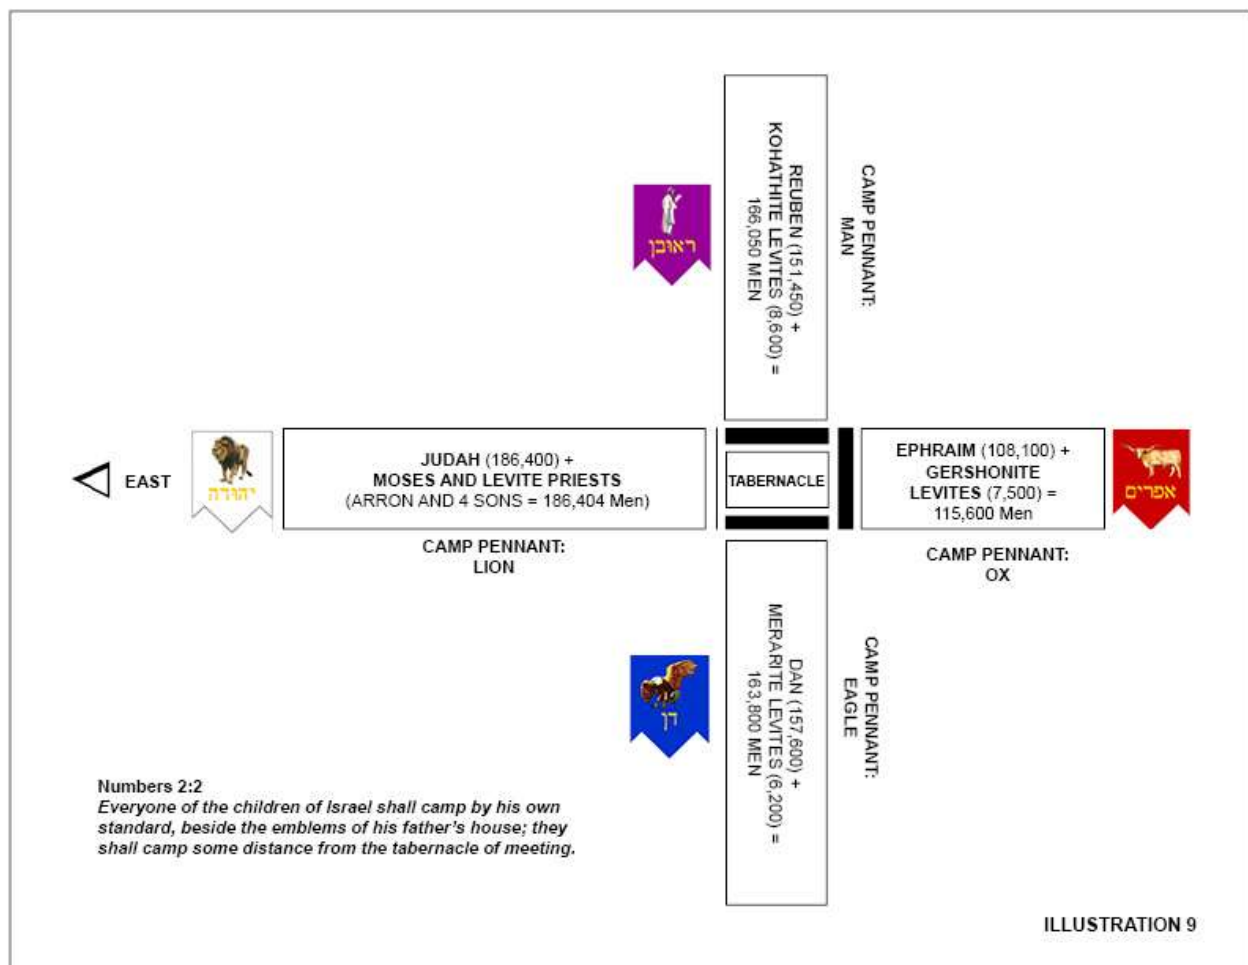 REUBEN (151,450) +
KOHATHITE LEVITES (8,600) =
166,050 MEN
CAMP PENNANT:
MAN
ראובן
EAST
יהודה
JUDAH (186,400) +
MOSES AND LEVITE PRIESTS
(ARRON AND 4 SONS = 186,404 Men)
CAMP PENNANT:
LION
TABERNACLE
EPHRAIM (108,100) +
GERSHONITE
LEVITES (7,500) =
115,600 Men
אפרים
CAMP PENNANT:
OX
דן
DAN (157,600) +
MERARITE LEVITES (6,200) =
163,800 MEN
CAMP PENNANT:
EAGLE
Numbers 2:2
Everyone of the children of Israel shall camp by his own
standard, beside the emblems of his father's house; they
shall camp some distance from the tabernacle of meeting.
ILLUSTRATION 9